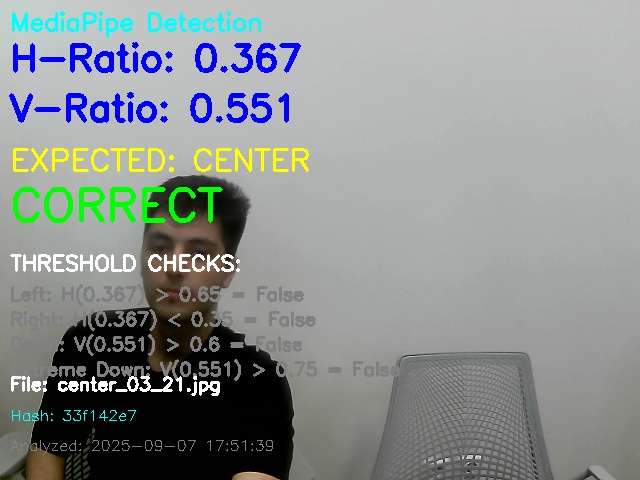 MediaPipe Detection
H-Ratio: 0.367
V-Ratio: 0.551
EXPECTED: CENTER
CORRECT
THRESHOLD CHECKS:
Left: H(0.367) > 0.65 = False
Right: H(0.367) < 0.35 = False
Down: V(0.551) > 0.6 = False
Extreme Down: V(0.551) > 0.75 = False
File: center_03_21.jpg
Hash: 33f142e7
Analyzed: 2025-09-07 17:51:39